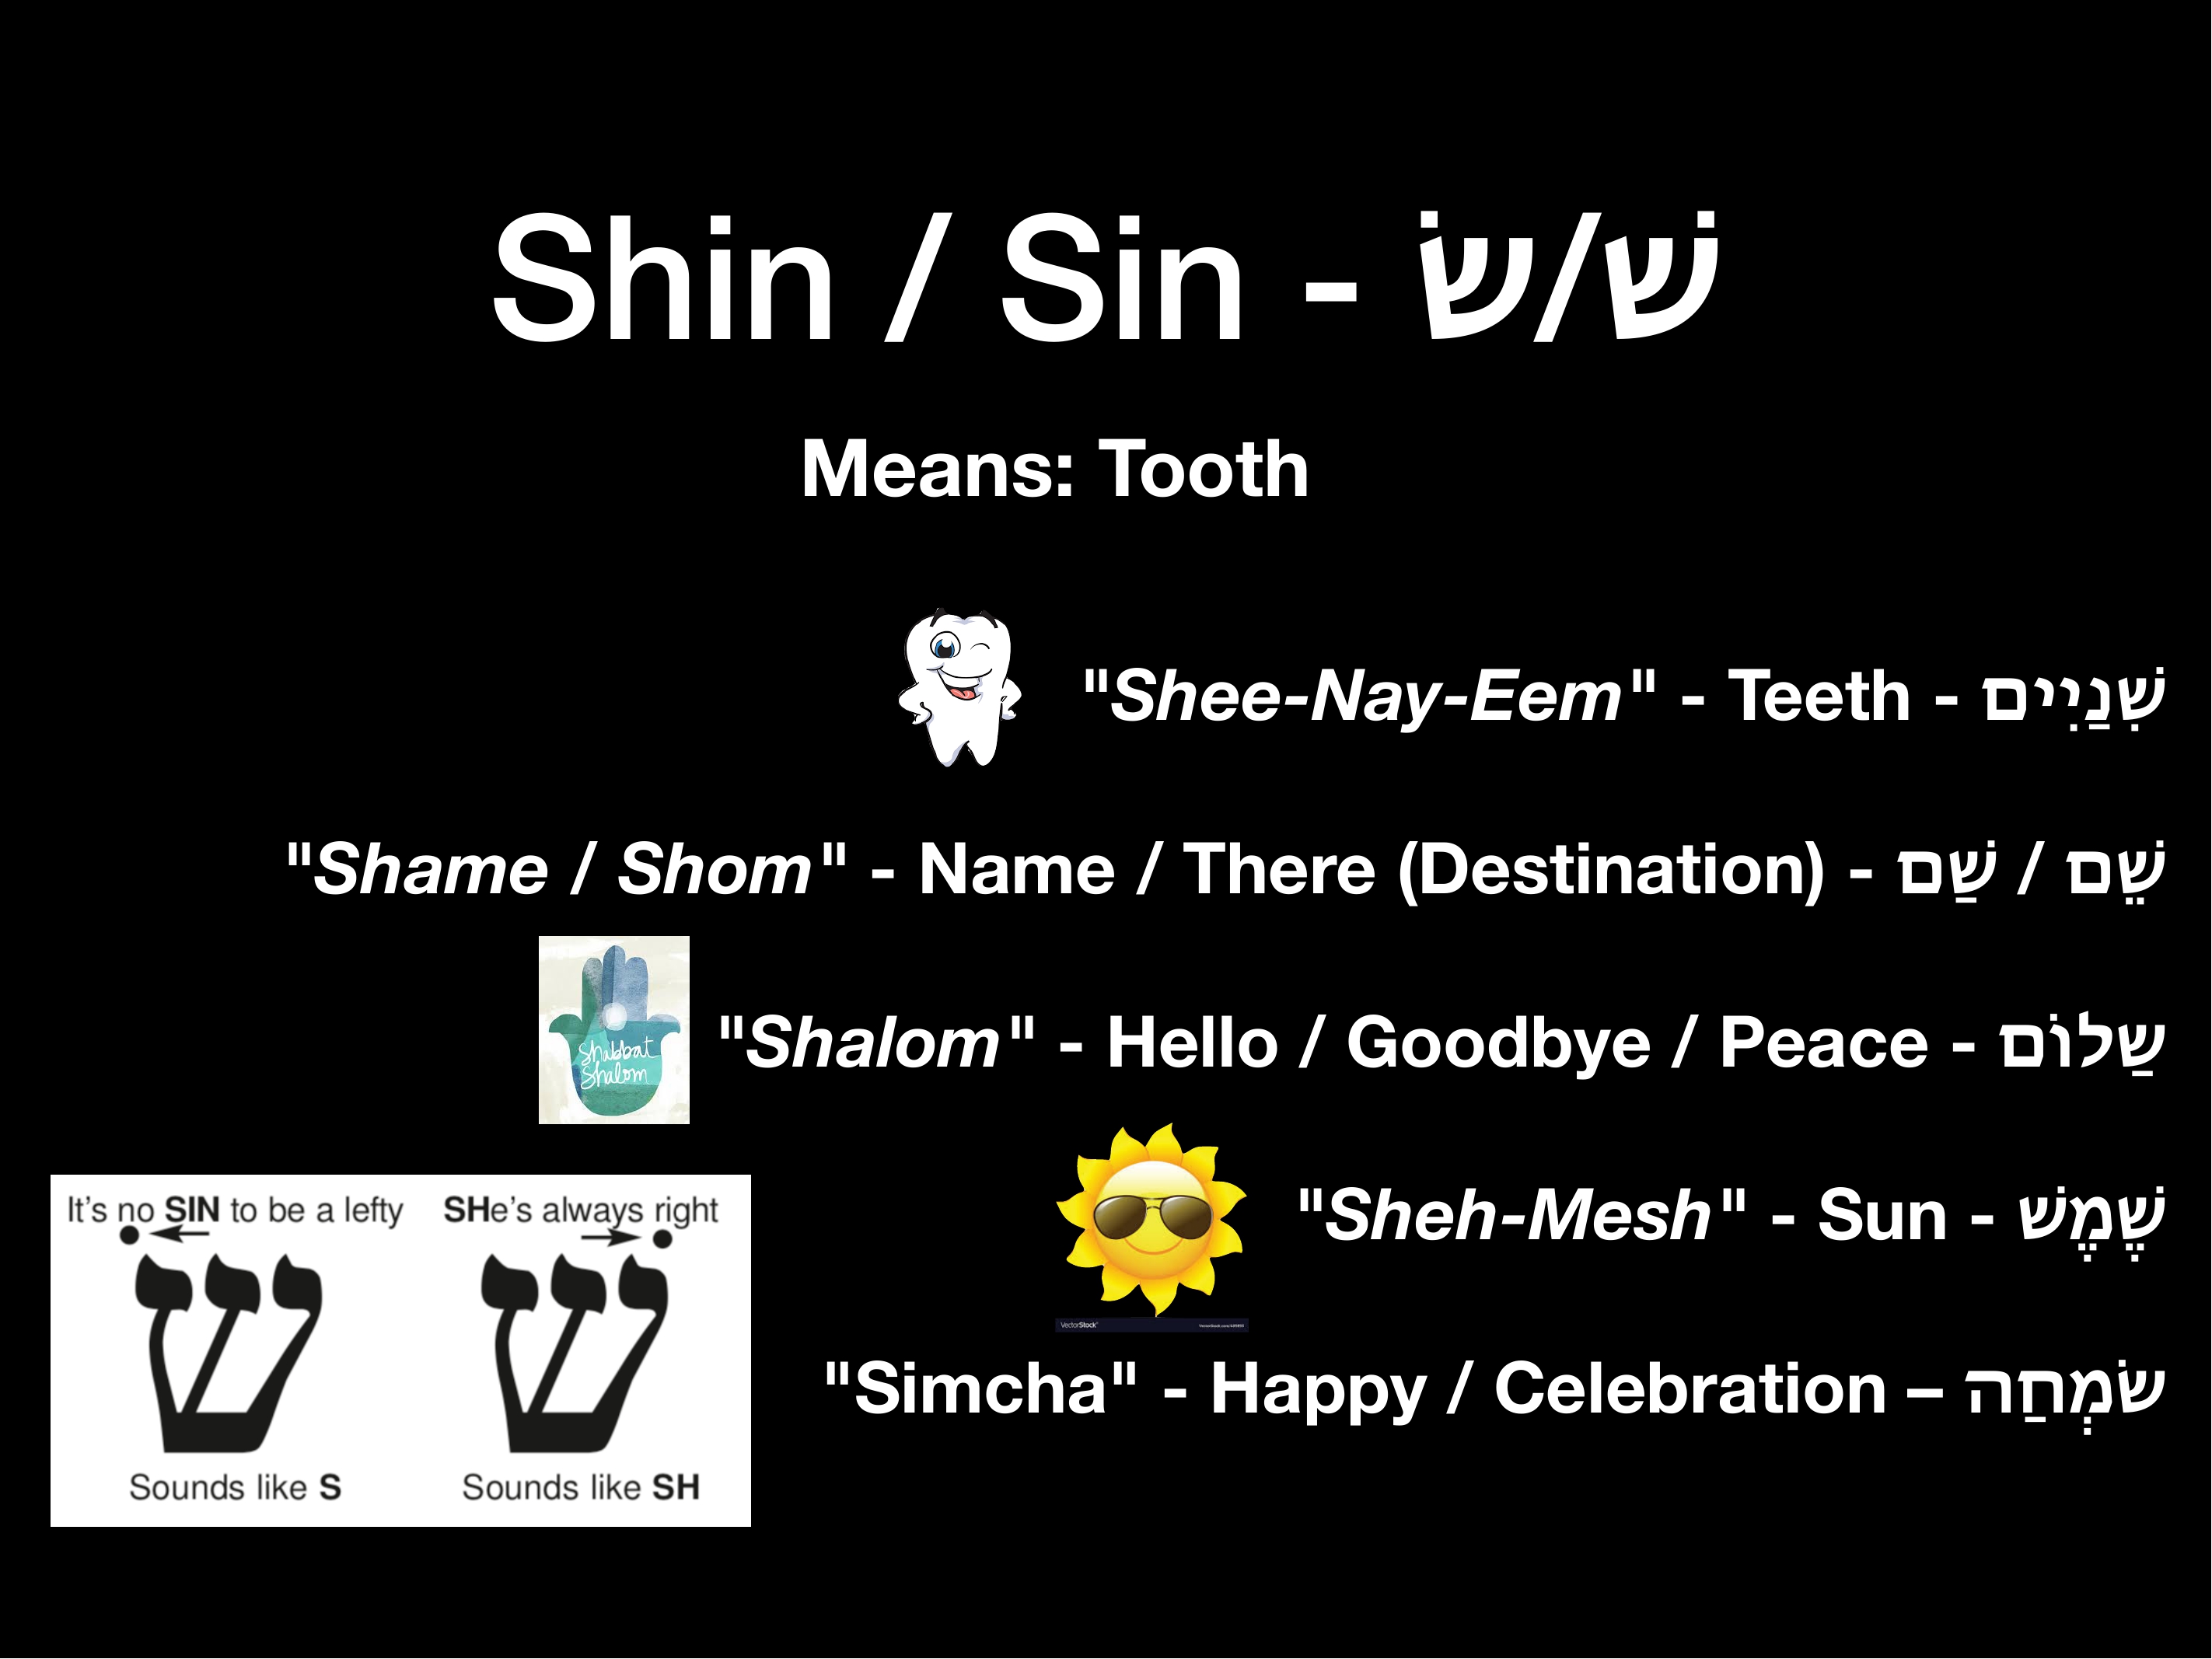 Shin / Sin - שׁ/שׂ
Means: Tooth
"Shee-Nay-Eem" - Teeth - שִׁנַיִים
"Shame / Shom" - Name / There (Destination) - שֵׁם / שַׁם
Shabbat
Shalom
"Shalom" - Hello / Goodbye / Peace - שַׁלוֹם
"Sheh-Mesh" - Sun - שֶׁמֶשׁ
VectorStock®
"Simcha" - Happy / Celebration – שׂמְחַה
It's no SIN to be a lefty
SHe's always right
שׂ
שׁ
Sounds like S
Sounds like SH